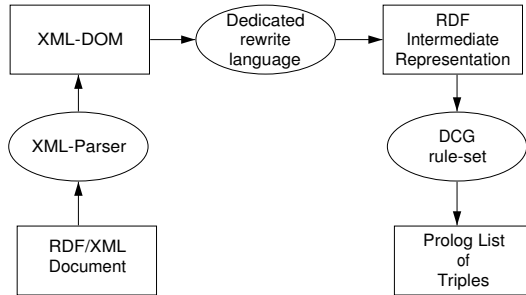 XML-DOM
Dedicated
rewrite
language
RDF
Intermediate
Representation
XML-Parser
DCG
rule-set
RDF/XML
Document
Prolog List
of
Triples